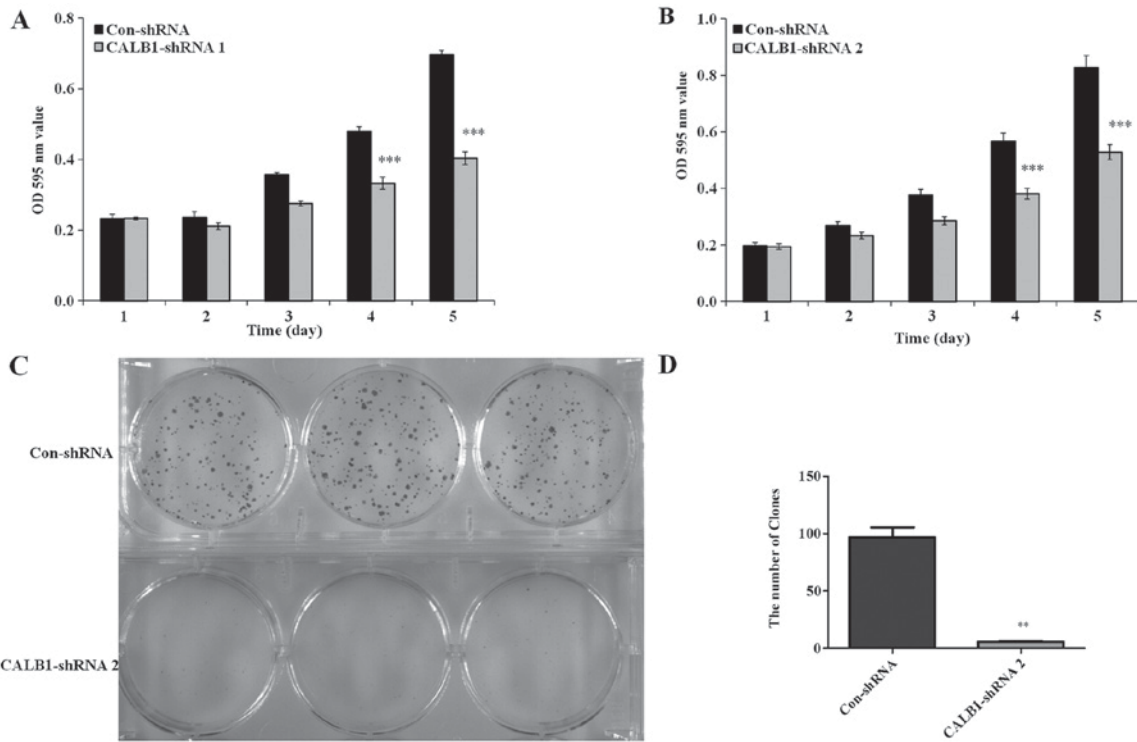 A
Con-shRNA
CALB1-shRNA 1
OD 595 nm value
0.8
0.6
0.4
0.2
0.0
***
***
1 2 3 4 5
Time (day)
B
Con-shRNA
CALB1-shRNA 2
OD 595 nm value
1.0
0.8
0.6
0.4
0.2
0.0
***
***
1 2 3 4 5
Time (day)
C
Con-shRNA
CALB1-shRNA 2
D
The number of Clones
150
100
50
0
**
Con-shRNA
CALB1-shRNA 2